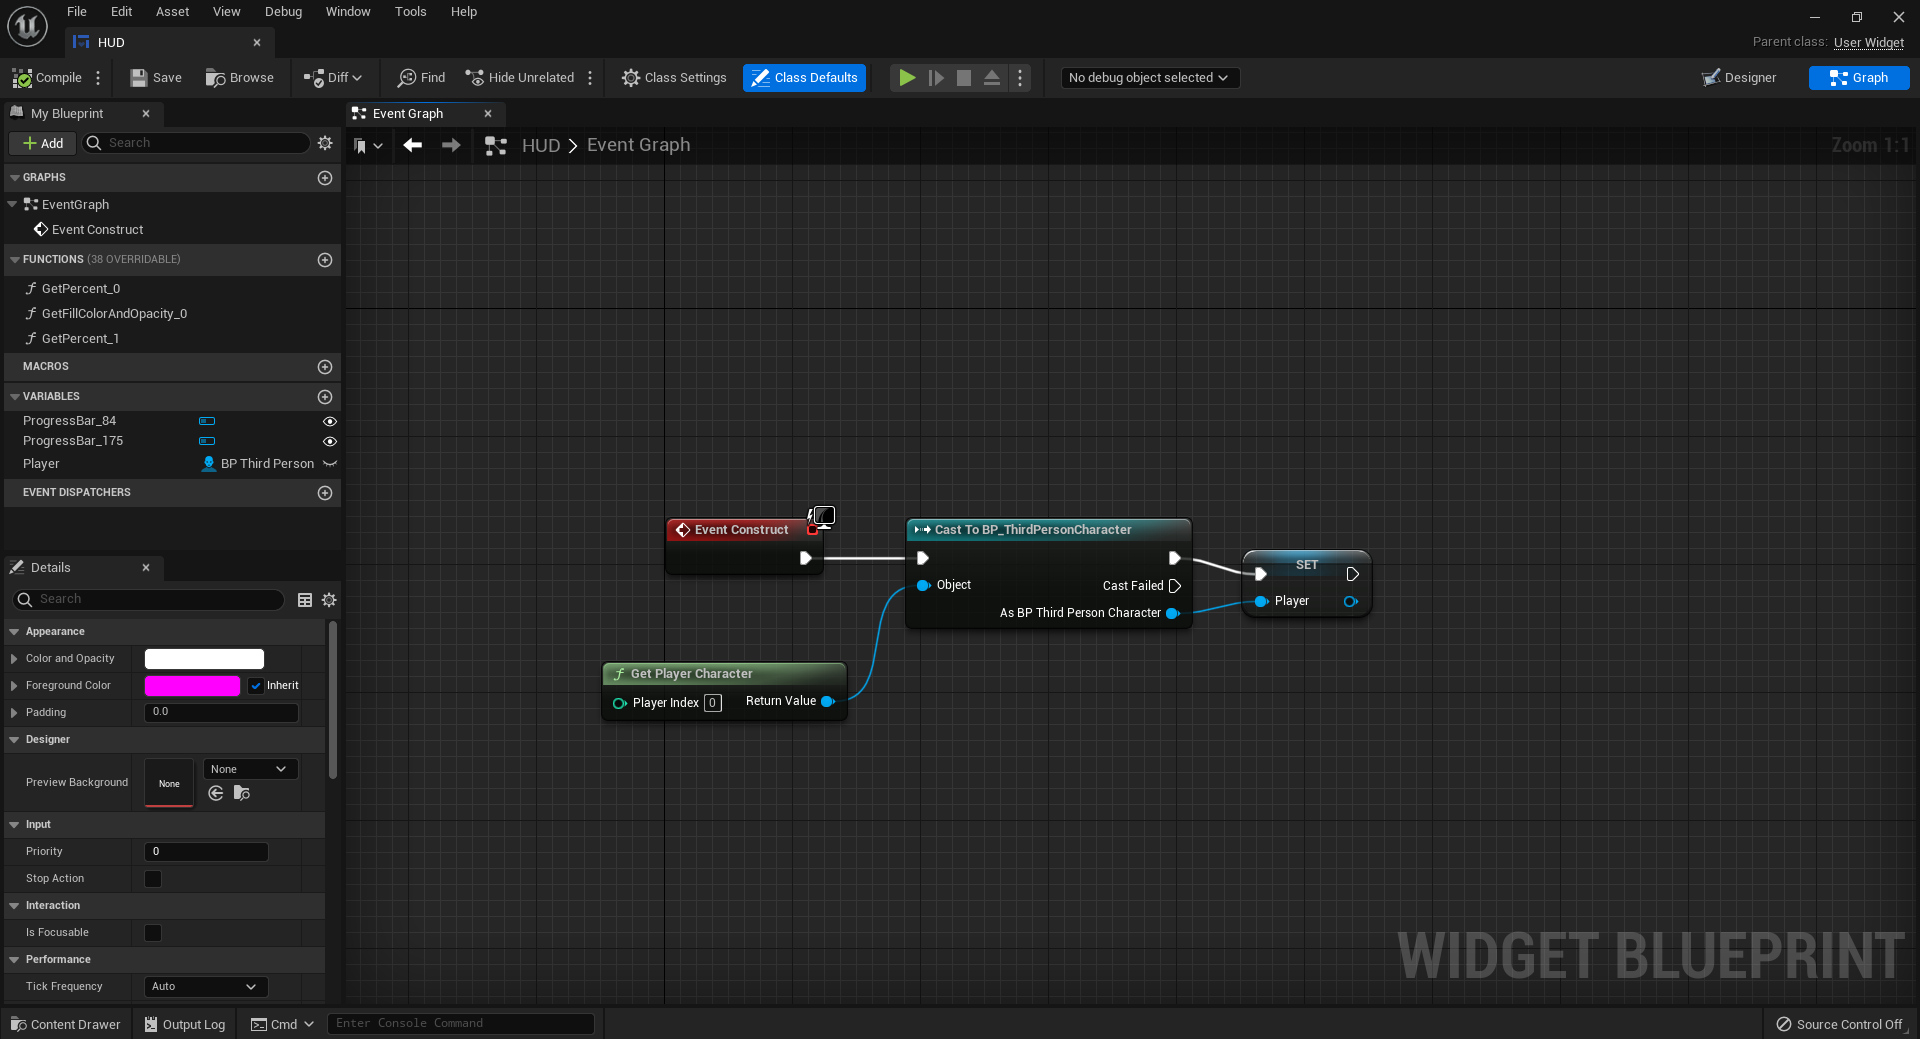 File Edit Asset View Debug Window Tools Help
HUD
Parent class: User Widget
Compile Save Browse Diff Find Hide Unrelated Class Settings Class Defaults No debug object selected Designer Graph
My Blueprint
Event Graph
Add Search
HUD > Event Graph
Zoom 1:1
GRAPHS
EventGraph
Event Construct
FUNCTIONS (38 OVERRIDABLE)
GetPercent_0
GetFillColorAndOpacity_0
GetPercent_1
MACROS
VARIABLES
ProgressBar_84
ProgressBar_175
Player BP Third Person
EVENT DISPATCHERS
Event Construct
Cast To BP_ThirdPersonCharacter
Object
Cast Failed
As BP Third Person Character
SET
Player
Get Player Character
Player Index 0 Return Value
Details
Search
Appearance
Color and Opacity
Foreground Color Inherit
Padding 0.0
Designer
Preview Background None None
Input
Priority 0
Stop Action
Interaction
Is Focusable
Performance
Tick Frequency Auto
WIDGET BLUEPRINT
Content Drawer Output Log Cmd Enter Console Command Source Control Off